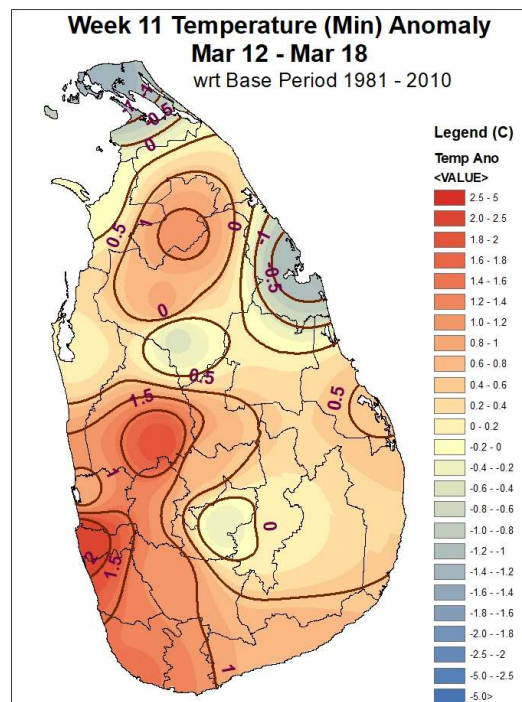 Week 11 Temperature (Min) Anomaly
Mar 12 - Mar 18
wrt Base Period 1981 - 2010
Legend (C)
Temp Ano
<VALUE>
2.5 - 5
2.0 - 2.5
1.8 - 2
1.6 - 1.8
1.4 - 1.6
1.2 - 1.4
1.0 - 1.2
0.8 - 1
0.6 - 0.8
0.4 - 0.6
0.2 - 0.4
0 - 0.2
-0.2 - 0
-0.4 - -0.2
-0.6 - -0.4
-0.8 - -0.6
-1.0 - -0.8
-1.2 - -1
-1.4 - -1.2
-1.6 - -1.4
-1.8 - -1.6
-2.0 - -1.8
-2.5 - -2
-5.0 - -2.5
-5.0>
-1
-1
-0.5
0
0.5
1
0
-1
-0.5
0
0.5
1.5
0.5
1
0
2
1.5
1